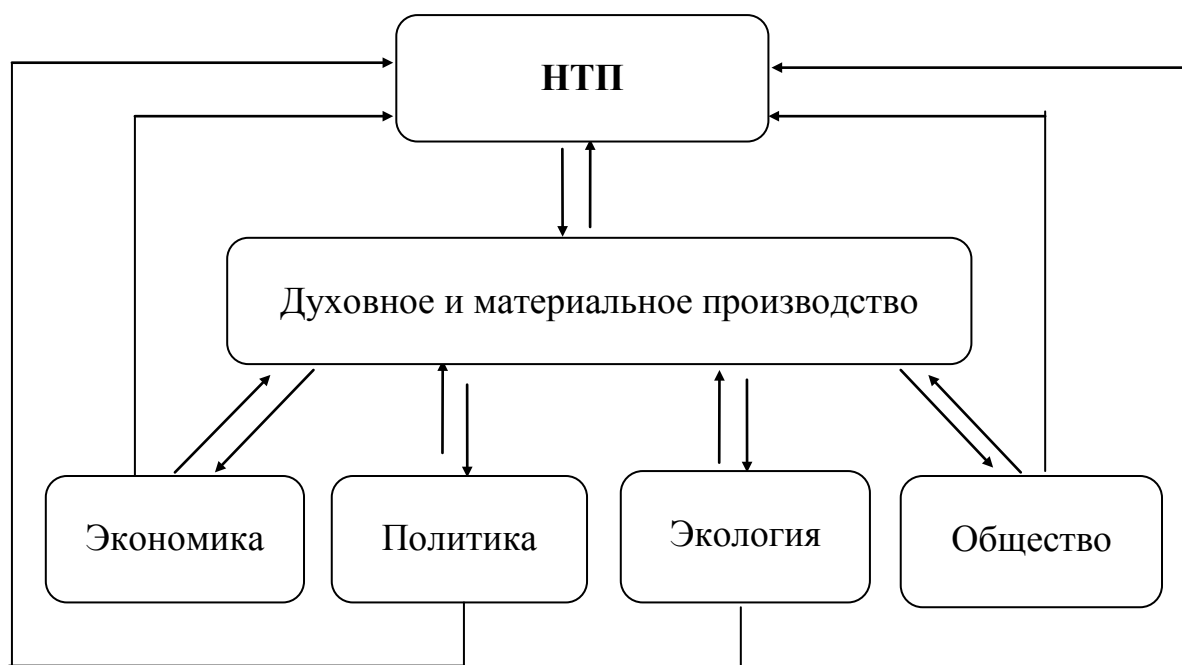 НТП
Духовное и материальное производство
Экономика
Политика
Экология
Общество